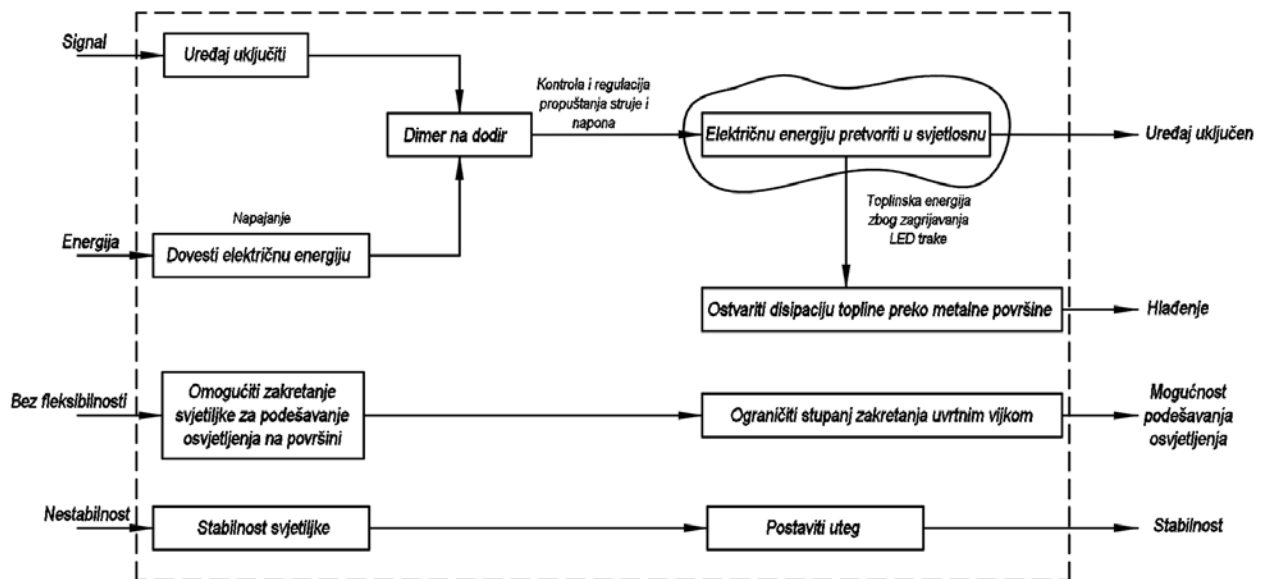 Signal
Uređaj uključiti
Kontrola i regulacija
propuštanja struje i
napona
Dimer na dodir
Električnu energiju pretvoriti u svjetlosnu
Uređaj uključen
Napajanje
Energija
Dovesti električnu energiju
Toplinska energija
zbog zagrijavanja
LED trake
Ostvariti disipaciju topline preko metalne površine
Hlađenje
Bez fleksibilnosti
Omogućiti zakretanje
svjetiljke za podešavanje
osvjetljenja na površini
Ograničiti stupanj zakretanja uvrtnim vijkom
Mogućnost
podešavanja
osvjetljenja
Nestabilnost
Stabilnost svjetiljke
Postaviti uteg
Stabilnost